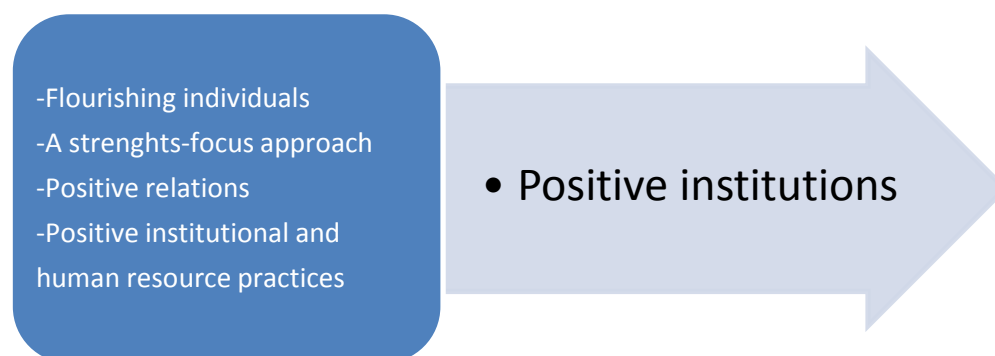 -Flourishing individuals
-A strenghts-focus approach
-Positive relations
-Positive institutional and
human resource practices
• Positive institutions